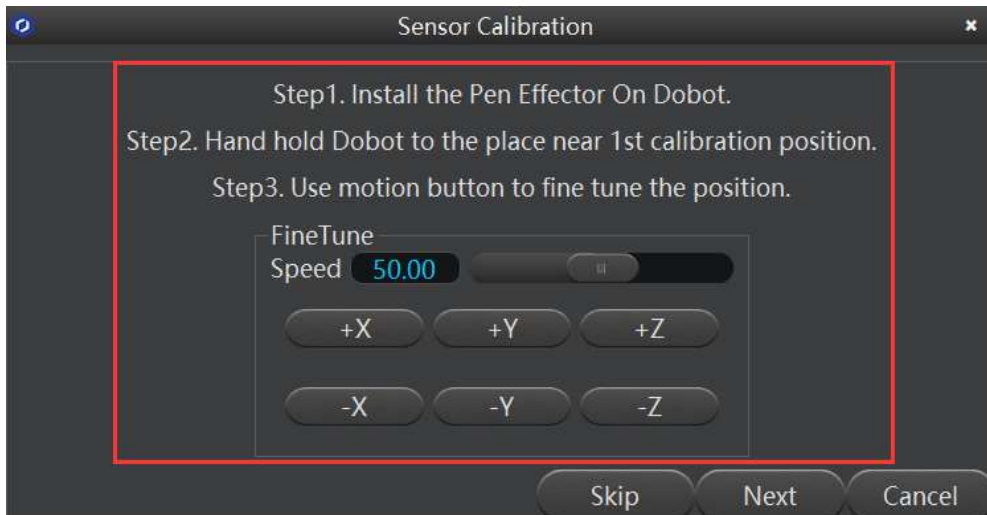 Sensor Calibration
Step1. Install the Pen Effector On Dobot.
Step2. Hand hold Dobot to the place near 1st calibration position.
Step3. Use motion button to fine tune the position.
FineTune
Speed 50.00
+X +Y +Z
-X -Y -Z
Skip Next Cancel